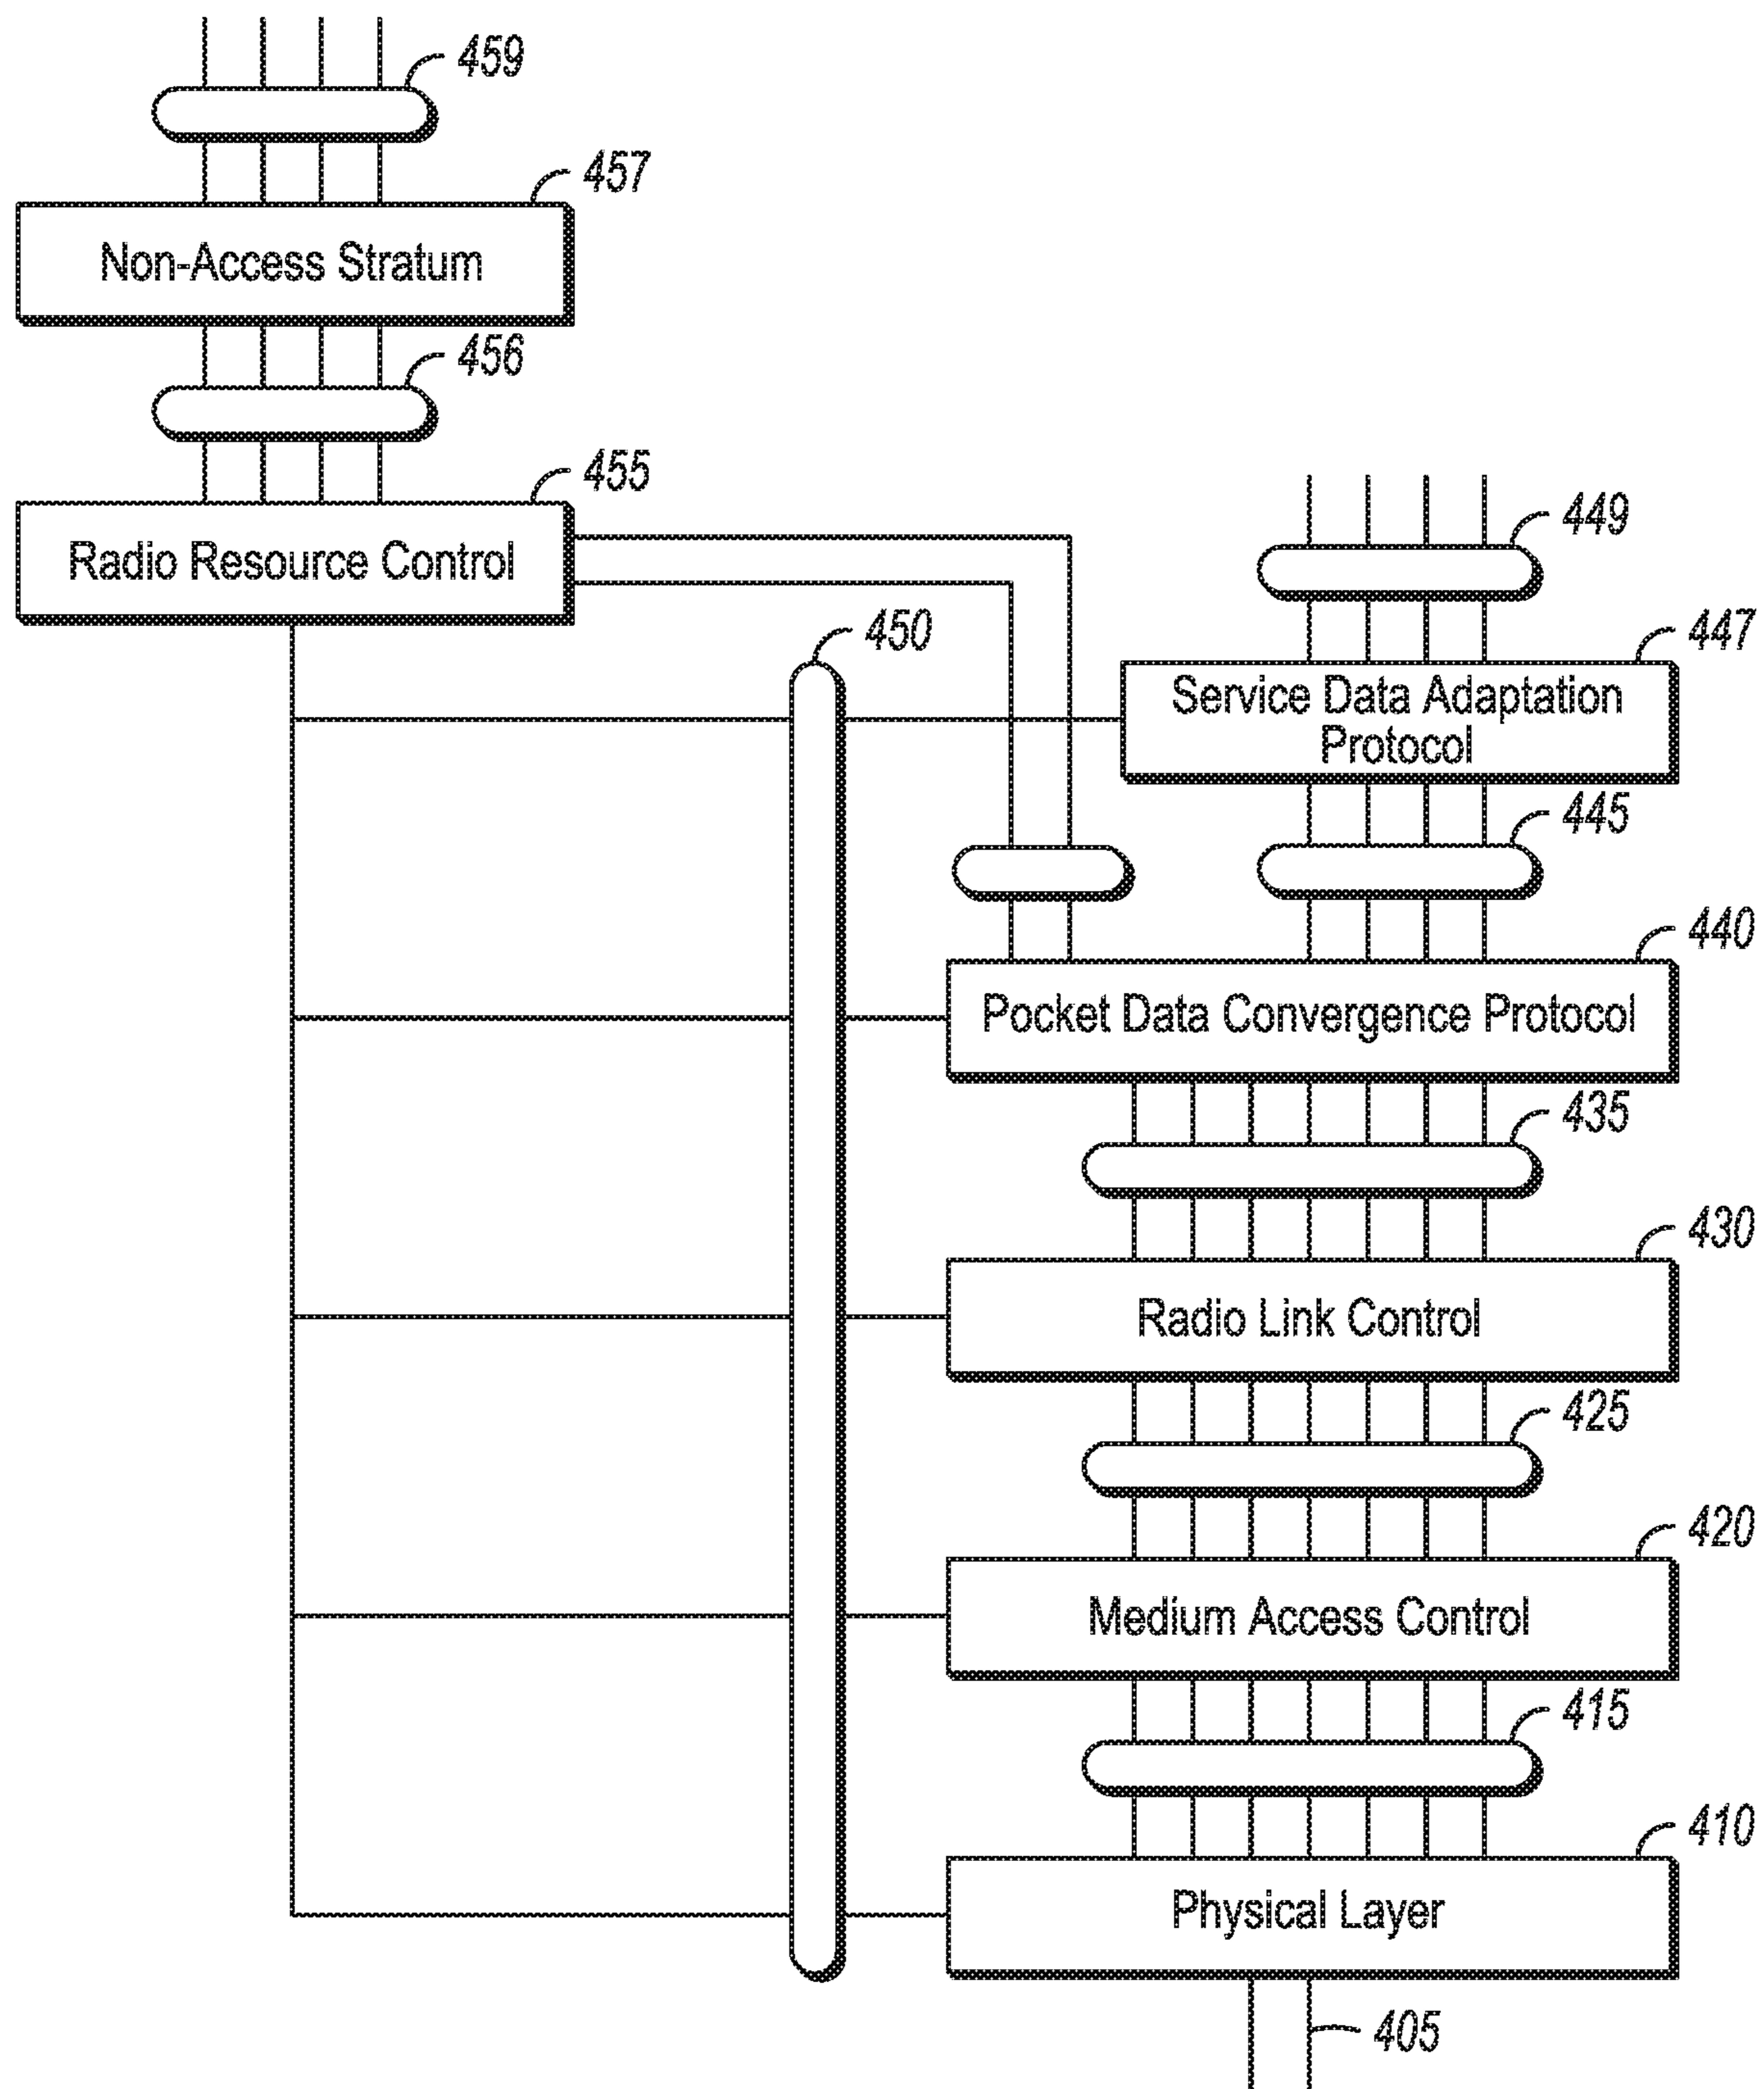 459
457
Non-Access Stratum
456
455
Radio Resource Control
449
450
447
Service Data Adaptation
Protocol
445
440
Pocket Data Convergence Protocol
435
430
Radio Link Control
425
420
Medium Access Control
415
410
Physical Layer
405